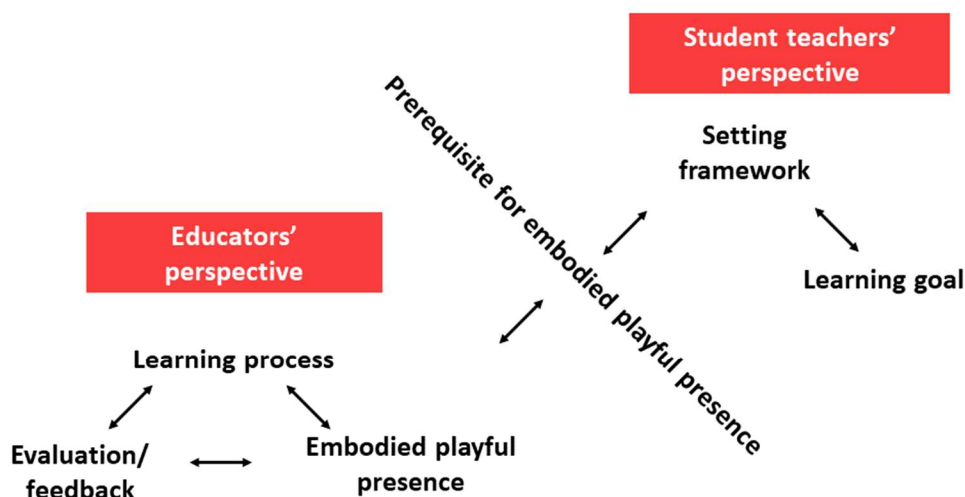 Student teachers'
perspective
Setting
framework
Learning goal
Prerequisite for embodied playful presence
Educators'
perspective
Learning process
Evaluation/
feedback
Embodied playful
presence